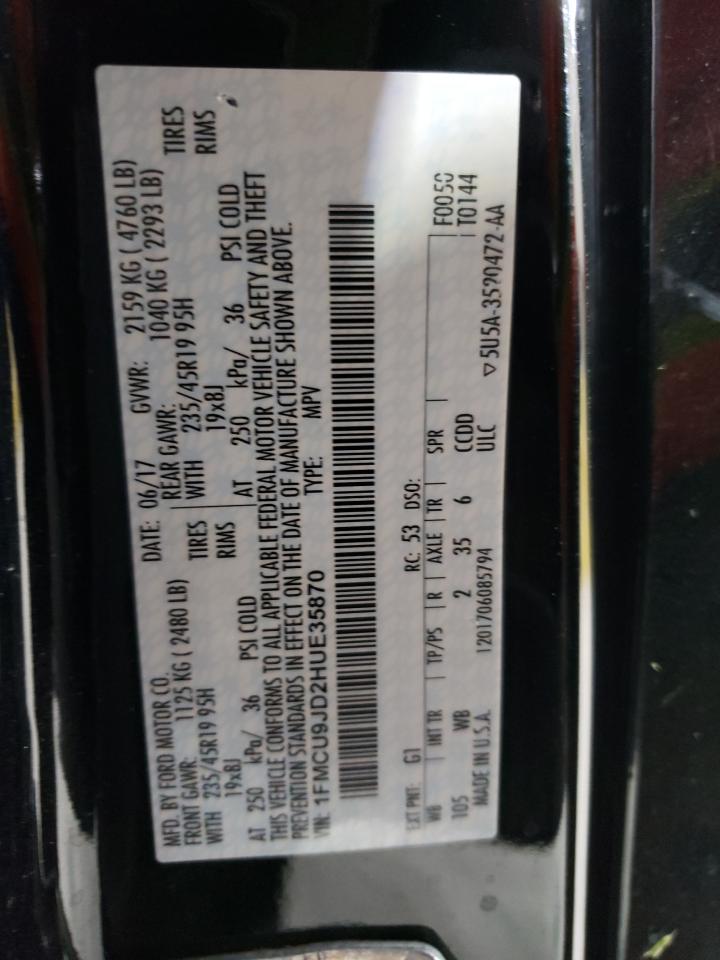 MFD. BY FORD MOTOR CO.
DATE: 06/17 GVWR: 2159 KG ( 4760 LB)
FRONT GAWR: 1125 KG ( 2480 LB) REAR GAWR: 1040 KG ( 2293 LB)
WITH 235/45R19 95H TIRES WITH 235/45R19 95H TIRES
19x8J RIMS 19x8J RIMS
AT 250 kPa/ 36 PSI COLD AT 250 kPa/ 36 PSI COLD
THIS VEHICLE CONFORMS TO ALL APPLICABLE FEDERAL MOTOR VEHICLE SAFETY AND THEFT
PREVENTION STANDARDS IN EFFECT ON THE DATE OF MANUFACTURE SHOWN ABOVE.
VIN: 1FMCU9JD2HUE35870 TYPE: MPV
EXT PNT: G1 RC: 53 DSO: F0050
WB INT TR TP/PS R AXLE TR SPR T0144
105 WB 2 35 6 CCDD
MADE IN U.S.A. 1201706085794 ULC ▽5U5A-3520472-AA